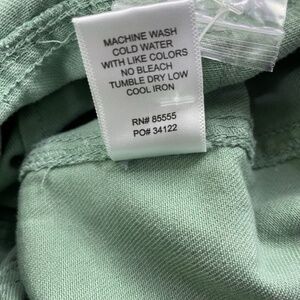 MACHINE WASH
COLD WATER
WITH LIKE COLORS
NO BLEACH
TUMBLE DRY LOW
COOL IRON
RN# 85555
PO# 34122